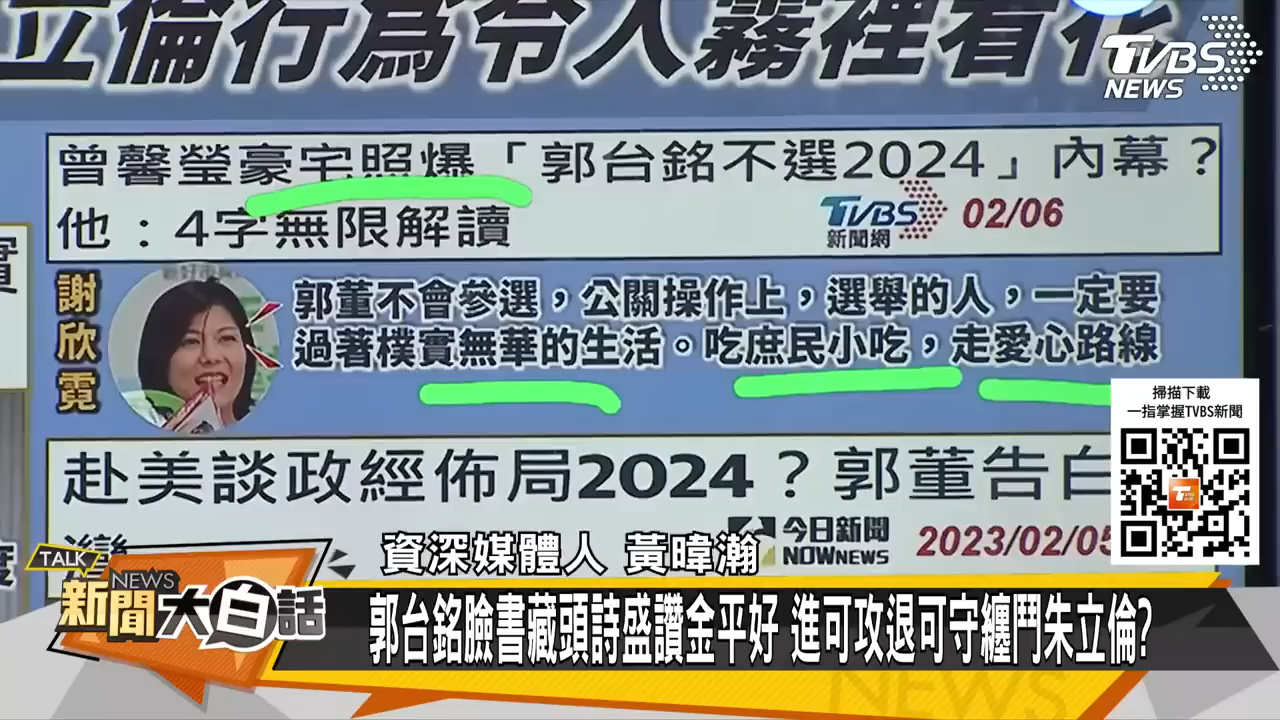 立倫行為令人霧裡看花
TVBS
NEWS
曾馨瑩豪宅照爆「郭台銘不選2024」內幕?
他:4字無限解讀
TVBS
新聞網
02/06
謝欣霓
郭董不會參選,公關操作上,選舉的人,一定要
過著樸實無華的生活。吃庶民小吃,走愛心路線
掃描下載
一指掌握TVBS新聞
赴美談政經佈局2024?郭董告白
今日新聞
NOWNEWS
2023/02/05
資深媒體人 黃暐瀚
TALK
NEWS
新聞大白話
郭台銘臉書藏頭詩盛讚金平好 進可攻退可守纏鬥朱立倫?
NEWS